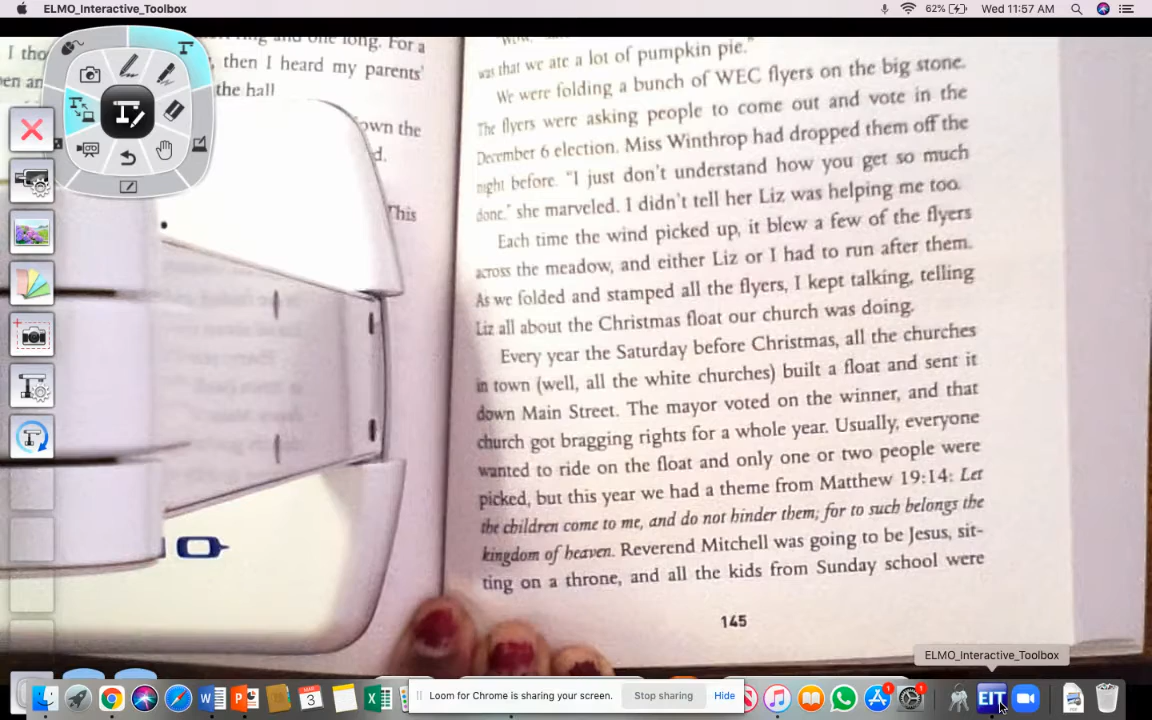 ELMO_Interactive_Toolbox
62%
Wed 11:57 AM
ring and one long. For a
I tho
, then I heard my parents'
the hall
own the
d.
This
was that we ate a lot of pumpkin pie."
We were folding a bunch of WEC flyers on the big stone.
The flyers were asking people to come out and vote in the
December 6 election. Miss Winthrop had dropped them off the
night before. "I just don't understand how you get so much
done," she marveled. I didn't tell her Liz was helping me too.
Each time the wind picked up, it blew a few of the flyers
across the meadow, and either Liz or I had to run after them.
As we folded and stamped all the flyers, I kept talking, telling
Liz all about the Christmas float our church was doing.
Every year the Saturday before Christmas, all the churches
in town (well, all the white churches) built a float and sent it
down Main Street. The mayor voted on the winner, and that
church got bragging rights for a whole year. Usually, everyone
wanted to ride on the float and only one or two people were
picked, but this year we had a theme from Matthew 19:14: Let
the children come to me, and do not hinder them; for to such belongs the
kingdom of heaven. Reverend Mitchell was going to be Jesus, sit-
ting on a throne, and all the kids from Sunday school were
145
ELMO_Interactive_Toolbox
Loom for Chrome is sharing your screen.
Stop sharing
Hide
EIT